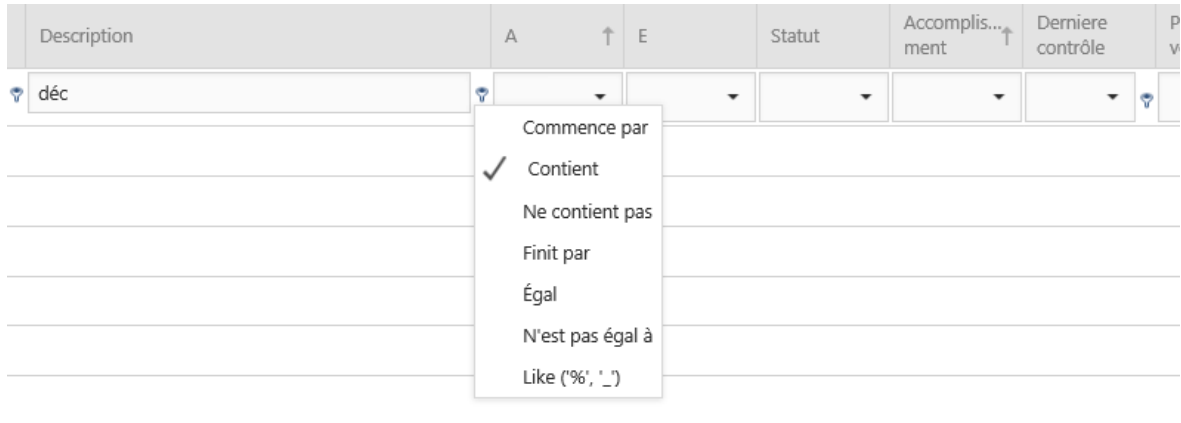 Description
A
E
Statut
Accomplis...
ment
Derniere
contrôle
déc
Commence par
Contient
Ne contient pas
Finit par
Égal
N'est pas égal à
Like ('%', '_')